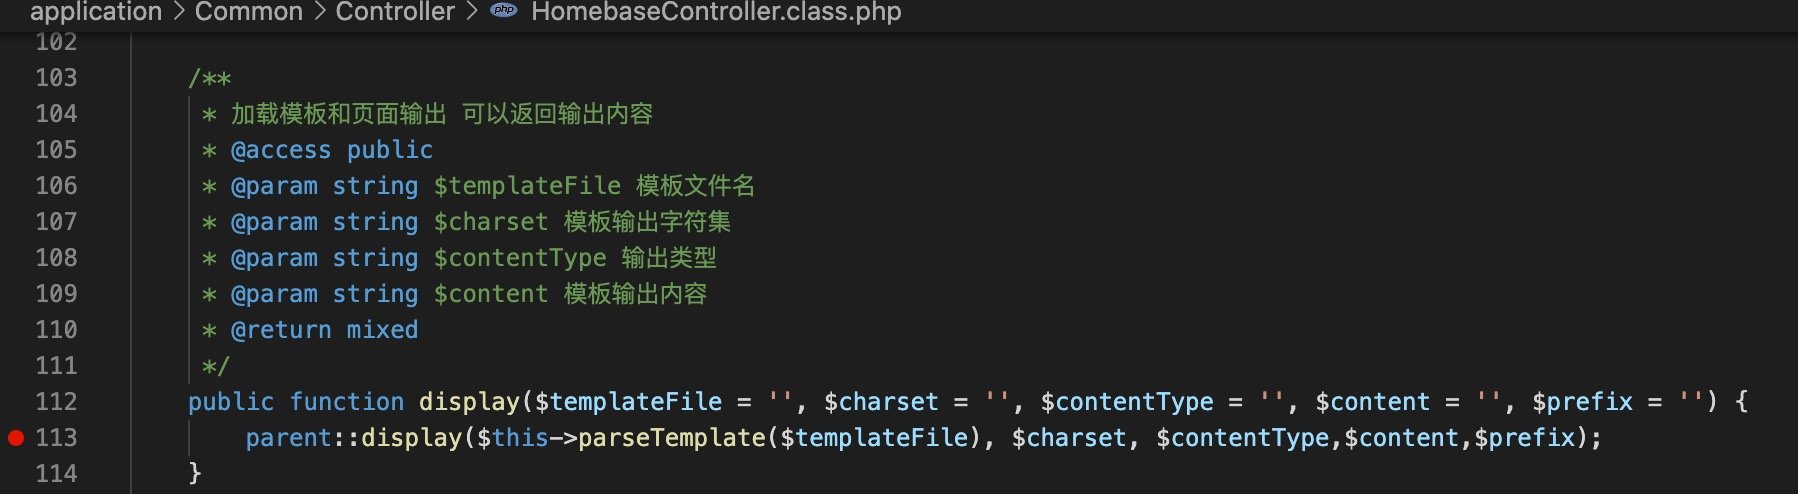 application > Common > Controller > php HomebaseController.class.php
102
103 /**
104 * 加载模板和页面输出 可以返回输出内容
105 * @access public
106 * @param string $templateFile 模板文件名
107 * @param string $charset 模板输出字符集
108 * @param string $contentType 输出类型
109 * @param string $content 模板输出内容
110 * @return mixed
111 */
112 public function display($templateFile = '', $charset = '', $contentType = '', $content = '', $prefix = '') {
113 parent::display($this->parseTemplate($templateFile), $charset, $contentType,$content,$prefix);
114 }